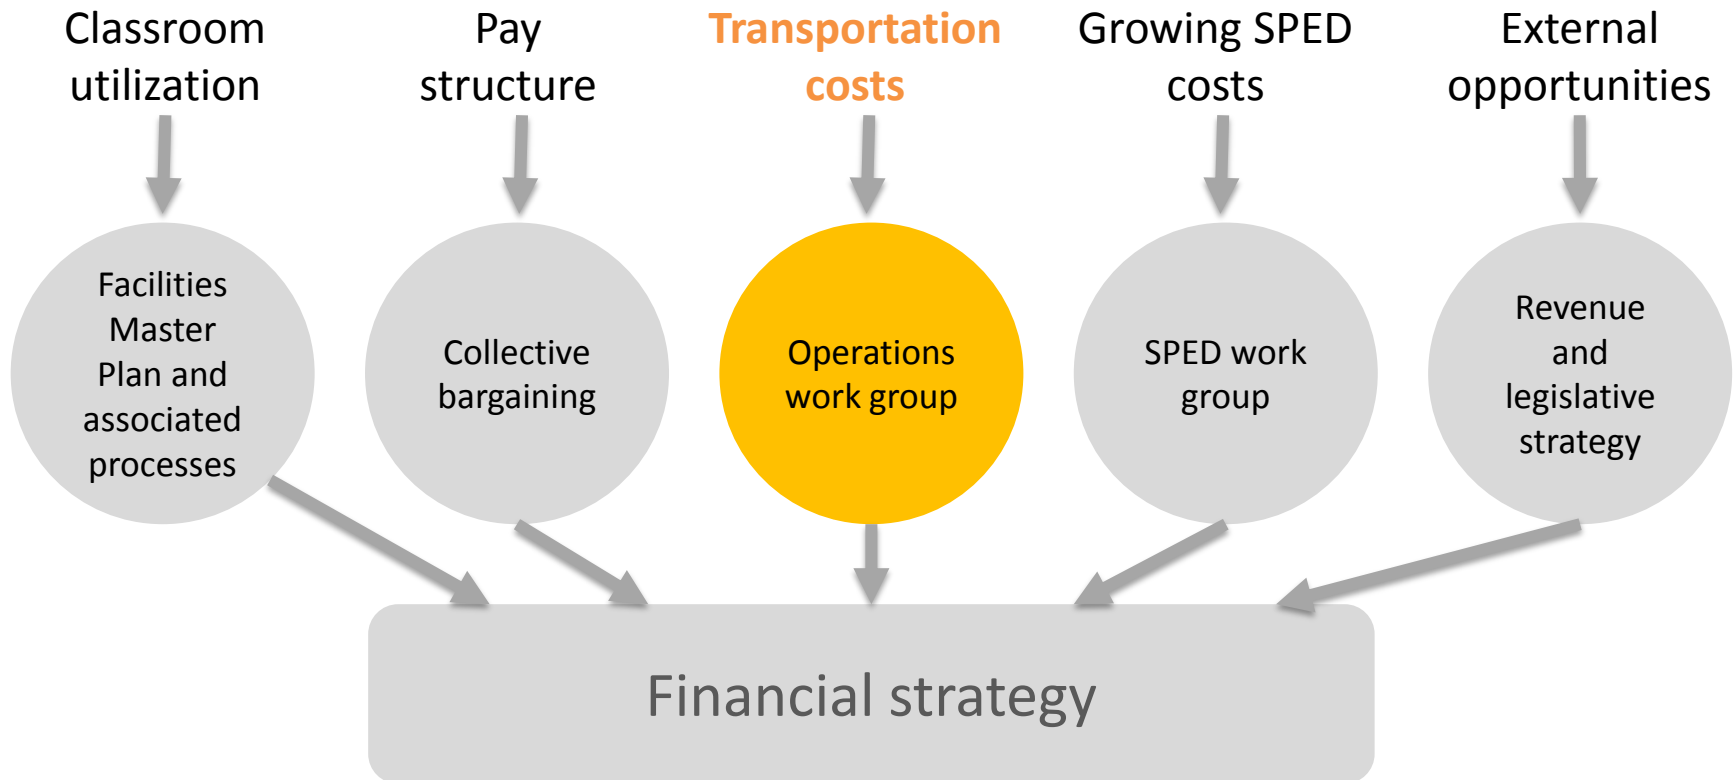 Classroom
utilization
Pay
structure
Transportation
costs
Growing SPED
costs
External
opportunities
Facilities
Master
Plan and
associated
processes
Collective
bargaining
Operations
work group
SPED work
group
Revenue
and
legislative
strategy
Financial strategy